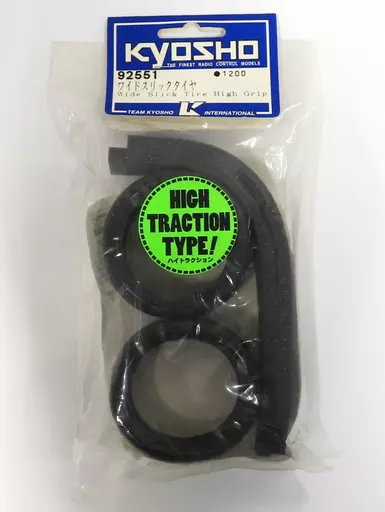 KYOSHO
THE FINEST RADIO CONTROL MODELS
92551 ●1200
ワイドスリックタイヤ
Wide Slick Tire High Grip
TEAM KYOSHO K INTERNATIONAL
HIGH
TRACTION
TYPE!
ハイトラクション